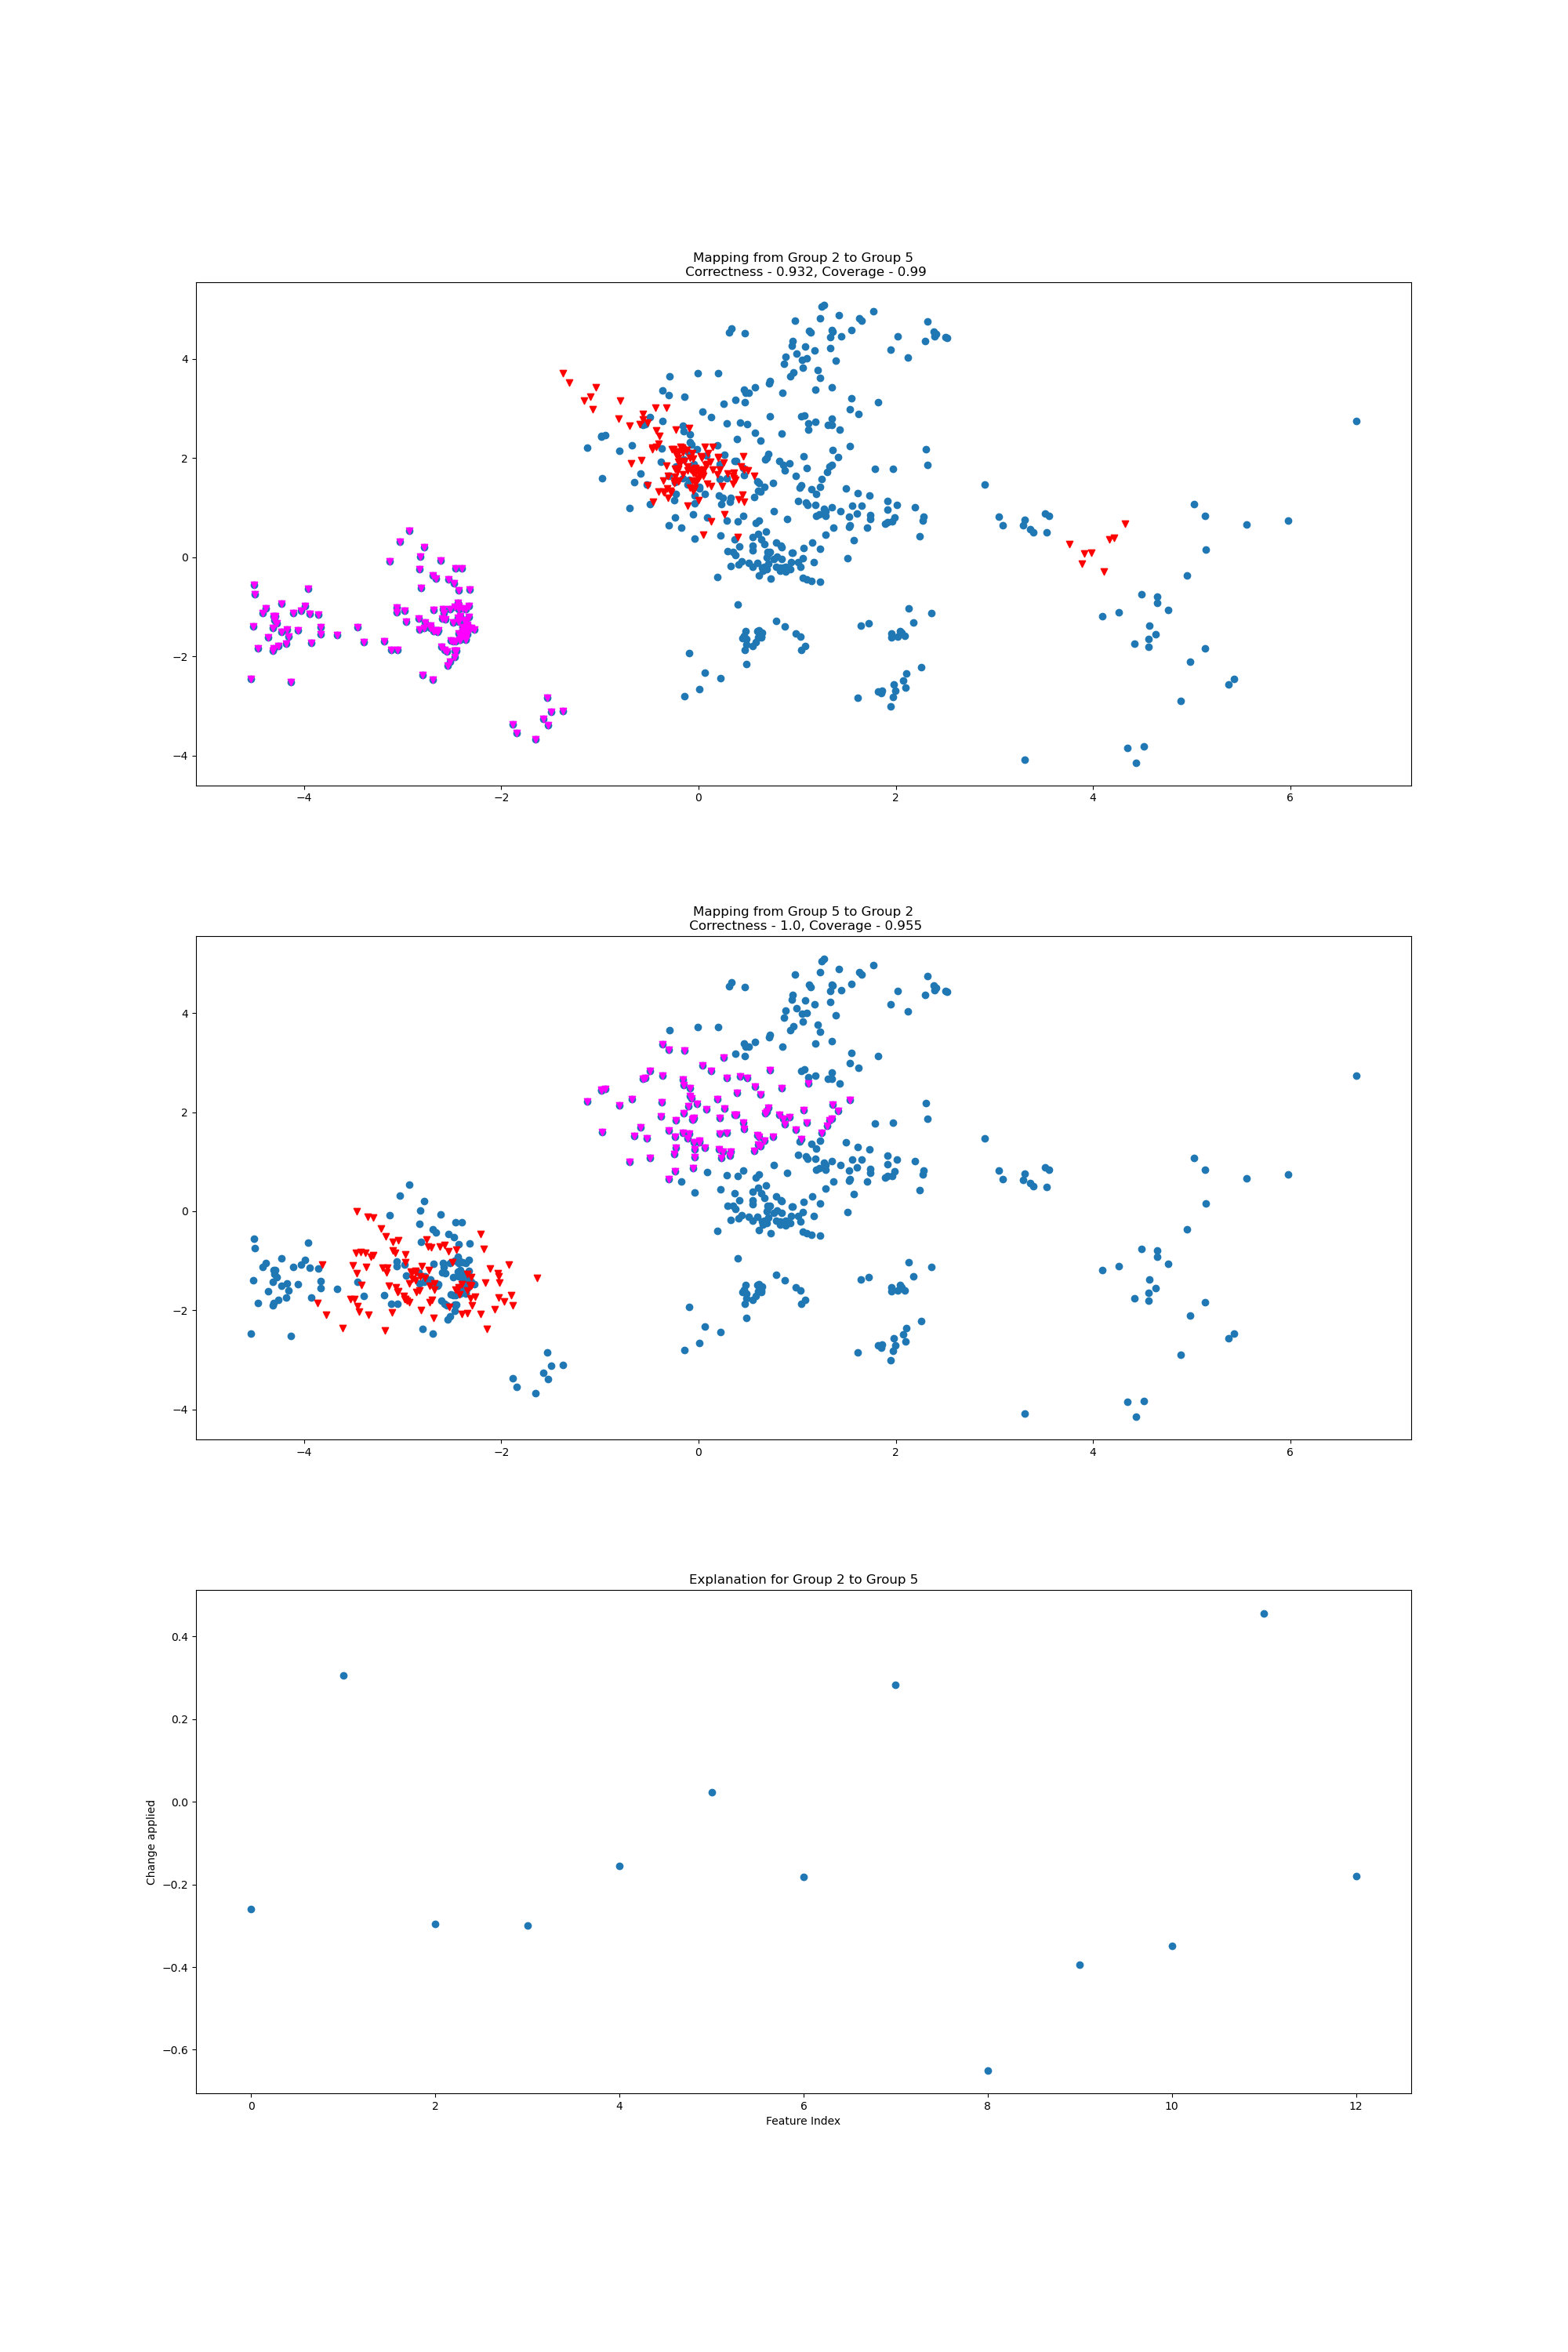 Mapping from Group 2 to Group 5
Correctness - 0.932, Coverage - 0.99
4
2
0
−2
−4
−4 −2 0 2 4 6
Mapping from Group 5 to Group 2
Correctness - 1.0, Coverage - 0.955
4
2
0
−2
−4
−4 −2 0 2 4 6
Explanation for Group 2 to Group 5
Change applied
0.4
0.2
0.0
−0.2
−0.4
−0.6
0 2 4 6 8 10 12
Feature Index